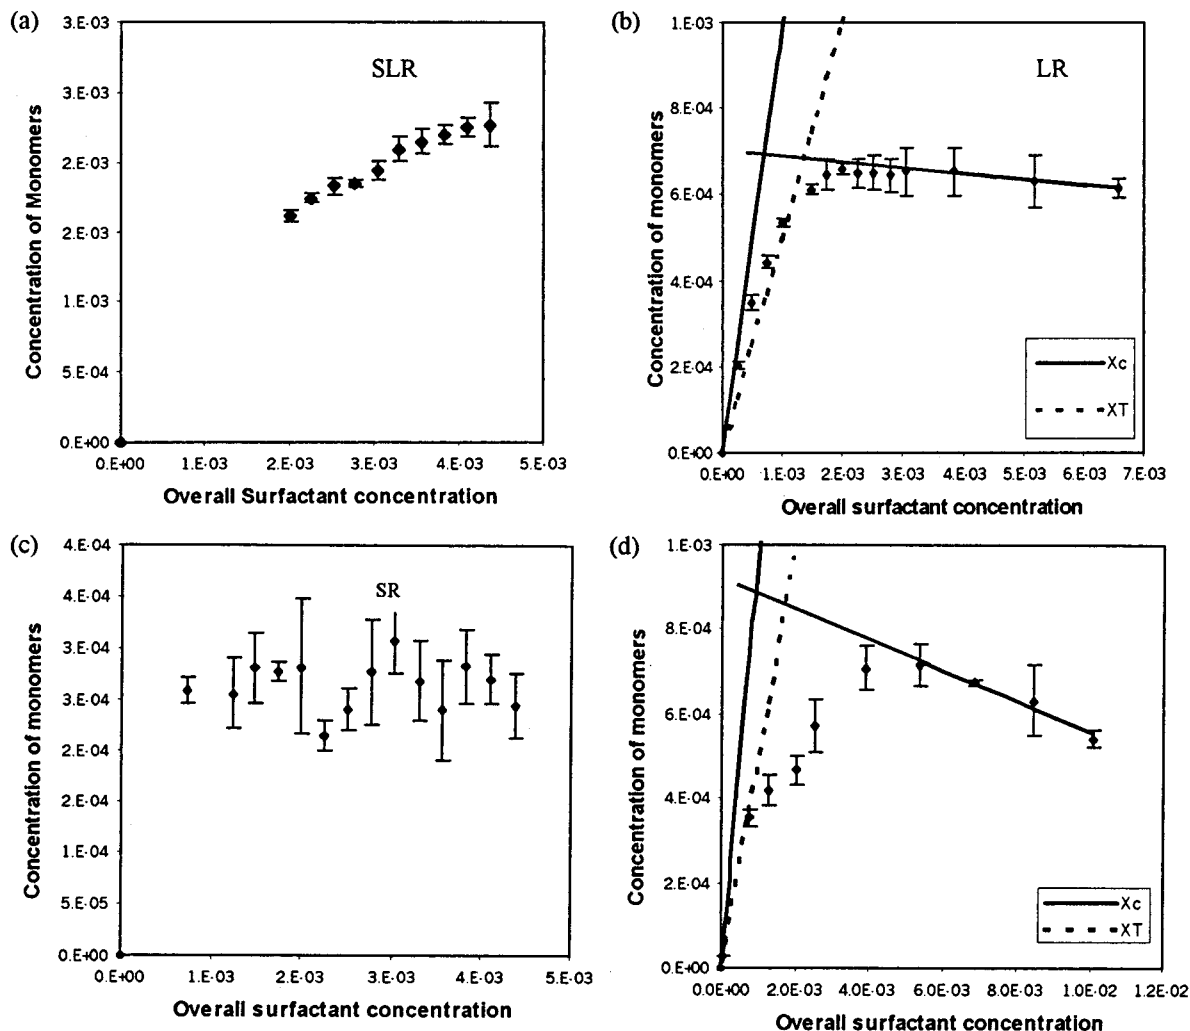 (a)
SLR
Concentration of Monomers
3.E-03
3.E-03
2.E-03
2.E-03
1.E-03
5.E-04
0.E+00
0.E+00 1.E-03 2.E-03 3.E-03 4.E-03 5.E-03
Overall Surfactant concentration
(b)
LR
Concentration of monomers
1.E-03
8.E-04
6.E-04
4.E-04
2.E-04
0.E+00
Xc
XT
0.E+00 1.E-03 2.E-03 3.E-03 4.E-03 5.E-03 6.E-03 7.E-03
Overall surfactant concentration
(c)
SR
Concentration of monomers
4.E-04
4.E-04
3.E-04
3.E-04
2.E-04
2.E-04
1.E-04
5.E-05
0.E+00
0.E+00 1.E-03 2.E-03 3.E-03 4.E-03 5.E-03
Overall surfactant concentration
(d)
Concentration of monomers
1.E-03
8.E-04
6.E-04
4.E-04
2.E-04
0.E+00
Xc
XT
0.0E+00 2.0E-03 4.0E-03 6.0E-03 8.0E-03 1.0E-02 1.2E-02
Overall surfactant concentration